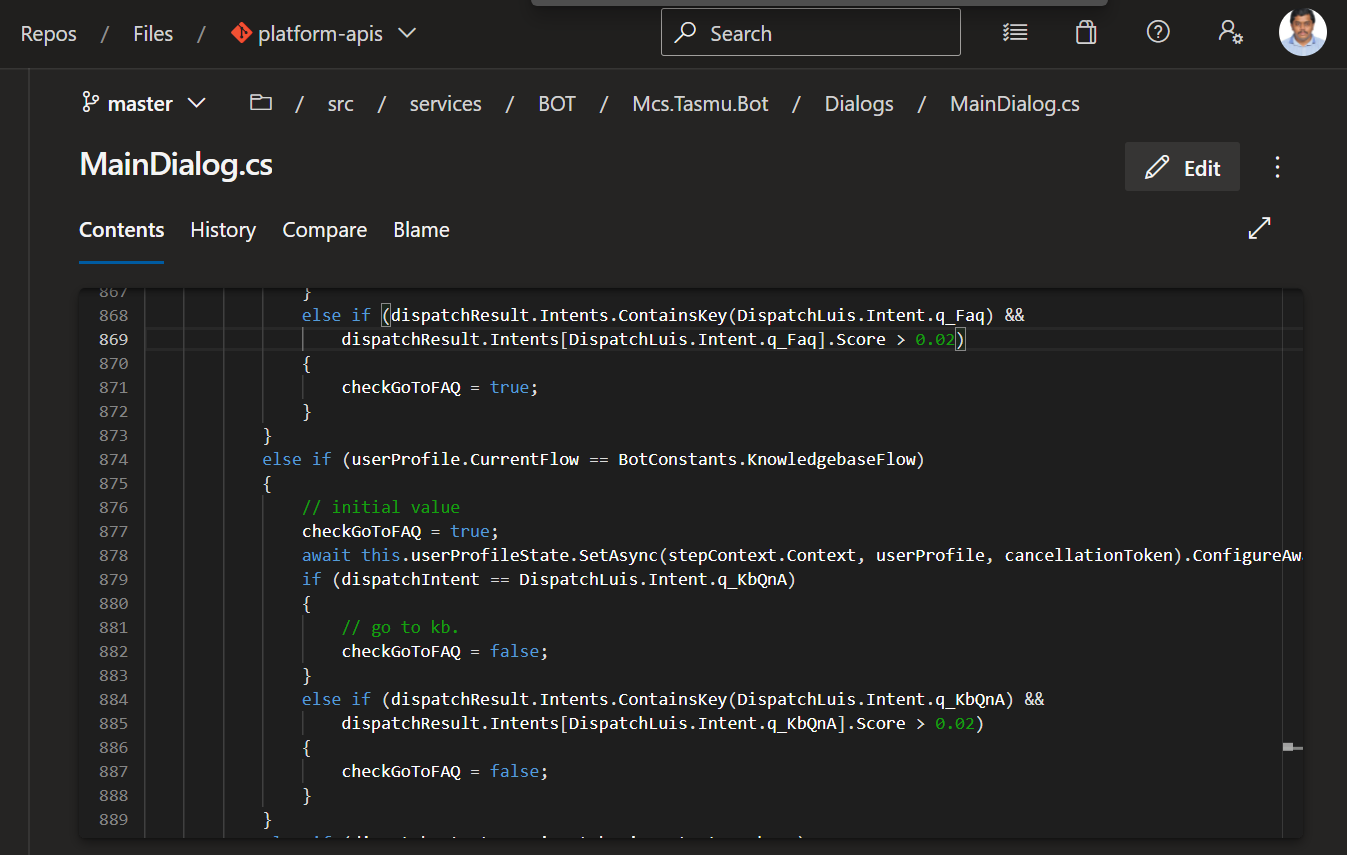 Repos / Files / platform-apis Search
master / src / services / BOT / Mcs.Tasmu.Bot / Dialogs / MainDialog.cs
MainDialog.cs
Edit
Contents History Compare Blame
867 }
868 else if (dispatchResult.Intents.ContainsKey(DispatchLuis.Intent.q_Faq) &&
869 dispatchResult.Intents[DispatchLuis.Intent.q_Faq].Score > 0.02)
870 {
871 checkGoToFAQ = true;
872 }
873 }
874 else if (userProfile.CurrentFlow == BotConstants.KnowledgebaseFlow)
875 {
876 // initial value
877 checkGoToFAQ = true;
878 await this.userProfileState.SetAsync(stepContext.Context, userProfile, cancellationToken).ConfigureAw
879 if (dispatchIntent == DispatchLuis.Intent.q_KbQnA)
880 {
881 // go to kb.
882 checkGoToFAQ = false;
883 }
884 else if (dispatchResult.Intents.ContainsKey(DispatchLuis.Intent.q_KbQnA) &&
885 dispatchResult.Intents[DispatchLuis.Intent.q_KbQnA].Score > 0.02)
886 {
887 checkGoToFAQ = false;
888 }
889 }